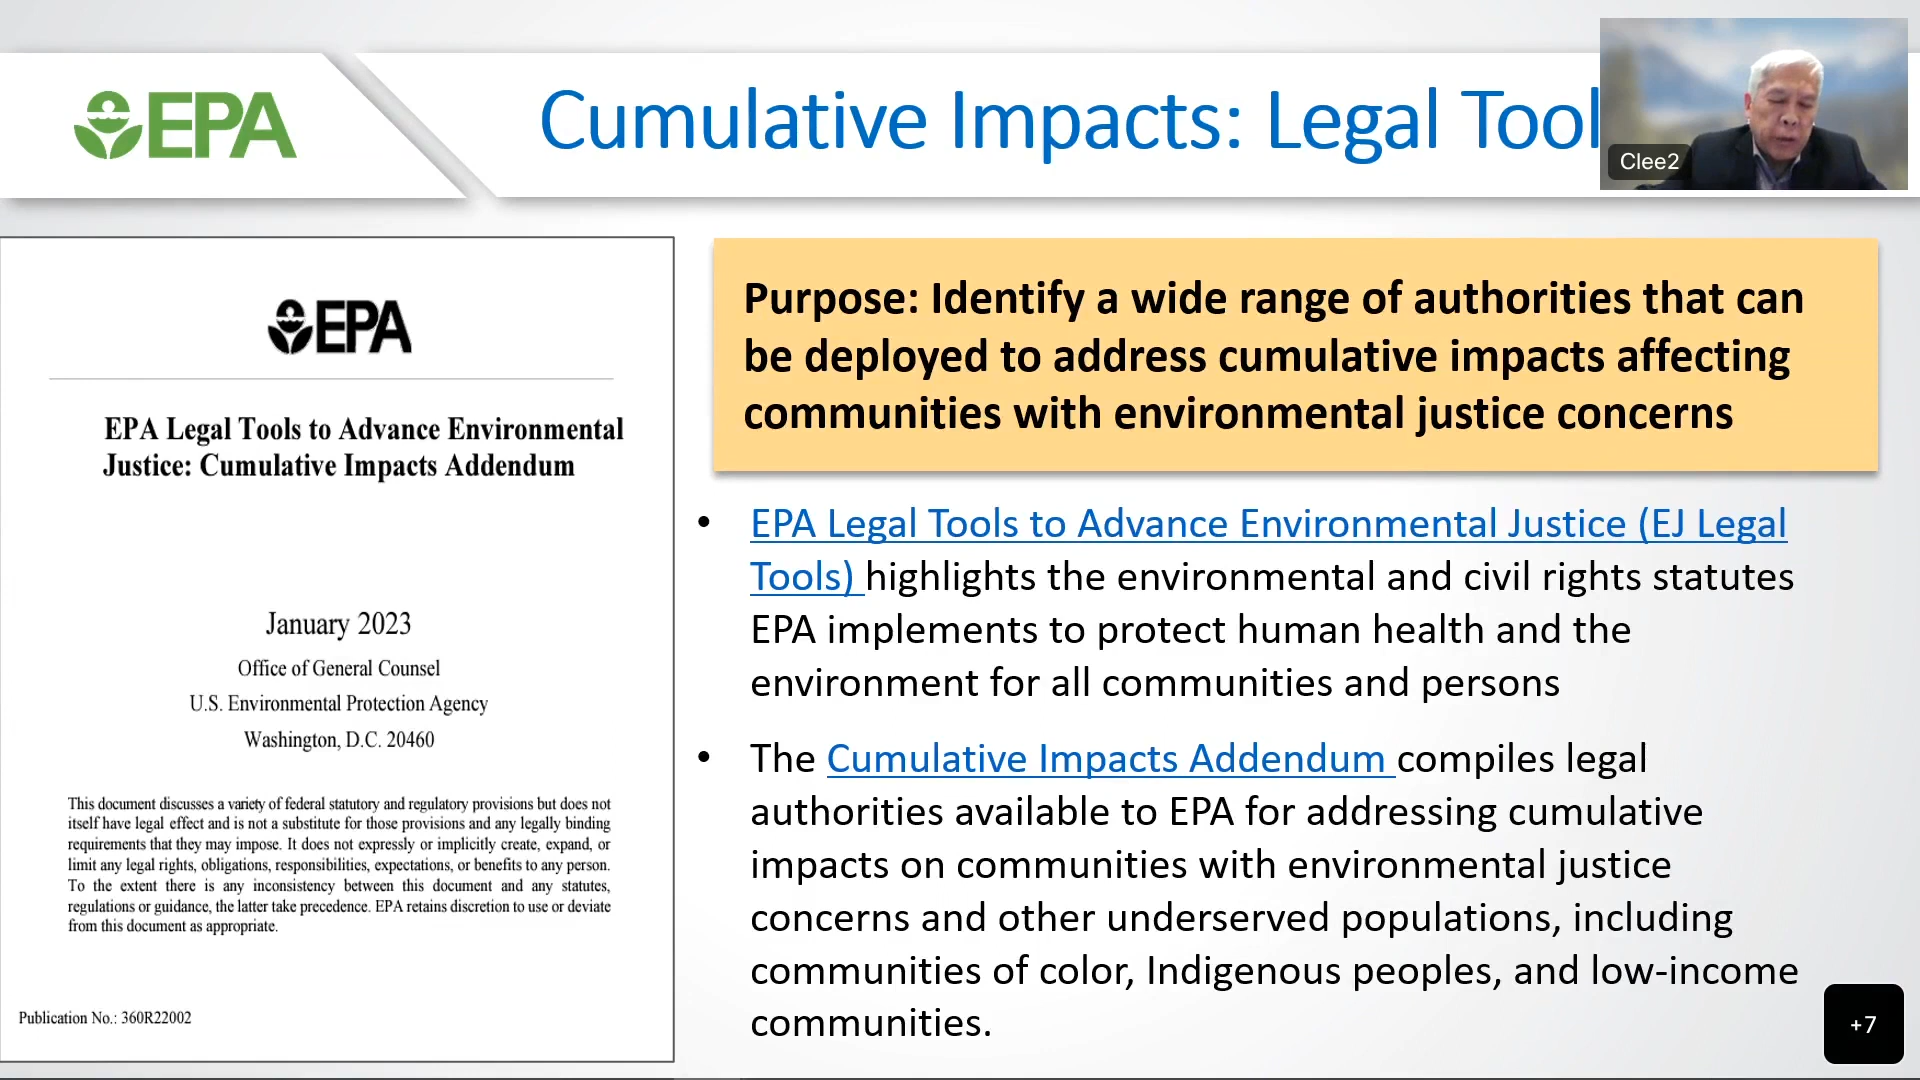 EPA
Cumulative Impacts: Legal Tool
Clee2
EPA
EPA Legal Tools to Advance Environmental
Justice: Cumulative Impacts Addendum
January 2023
Office of General Counsel
U.S. Environmental Protection Agency
Washington, D.C. 20460
This document discusses a variety of federal statutory and regulatory provisions but does not
itself have legal effect and is not a substitute for those provisions and any legally binding
requirements that they may impose. It does not expressly or implicitly create, expand, or
limit any legal rights, obligations, responsibilities, expectations, or benefits to any person.
To the extent there is any inconsistency between this document and any statutes,
regulations or guidance, the latter take precedence. EPA retains discretion to use or deviate
from this document as appropriate.
Publication No.: 360R22002
Purpose: Identify a wide range of authorities that can
be deployed to address cumulative impacts affecting
communities with environmental justice concerns
• EPA Legal Tools to Advance Environmental Justice (EJ Legal
Tools) highlights the environmental and civil rights statutes
EPA implements to protect human health and the
environment for all communities and persons
• The Cumulative Impacts Addendum compiles legal
authorities available to EPA for addressing cumulative
impacts on communities with environmental justice
concerns and other underserved populations, including
communities of color, Indigenous peoples, and low-income
communities.
+7